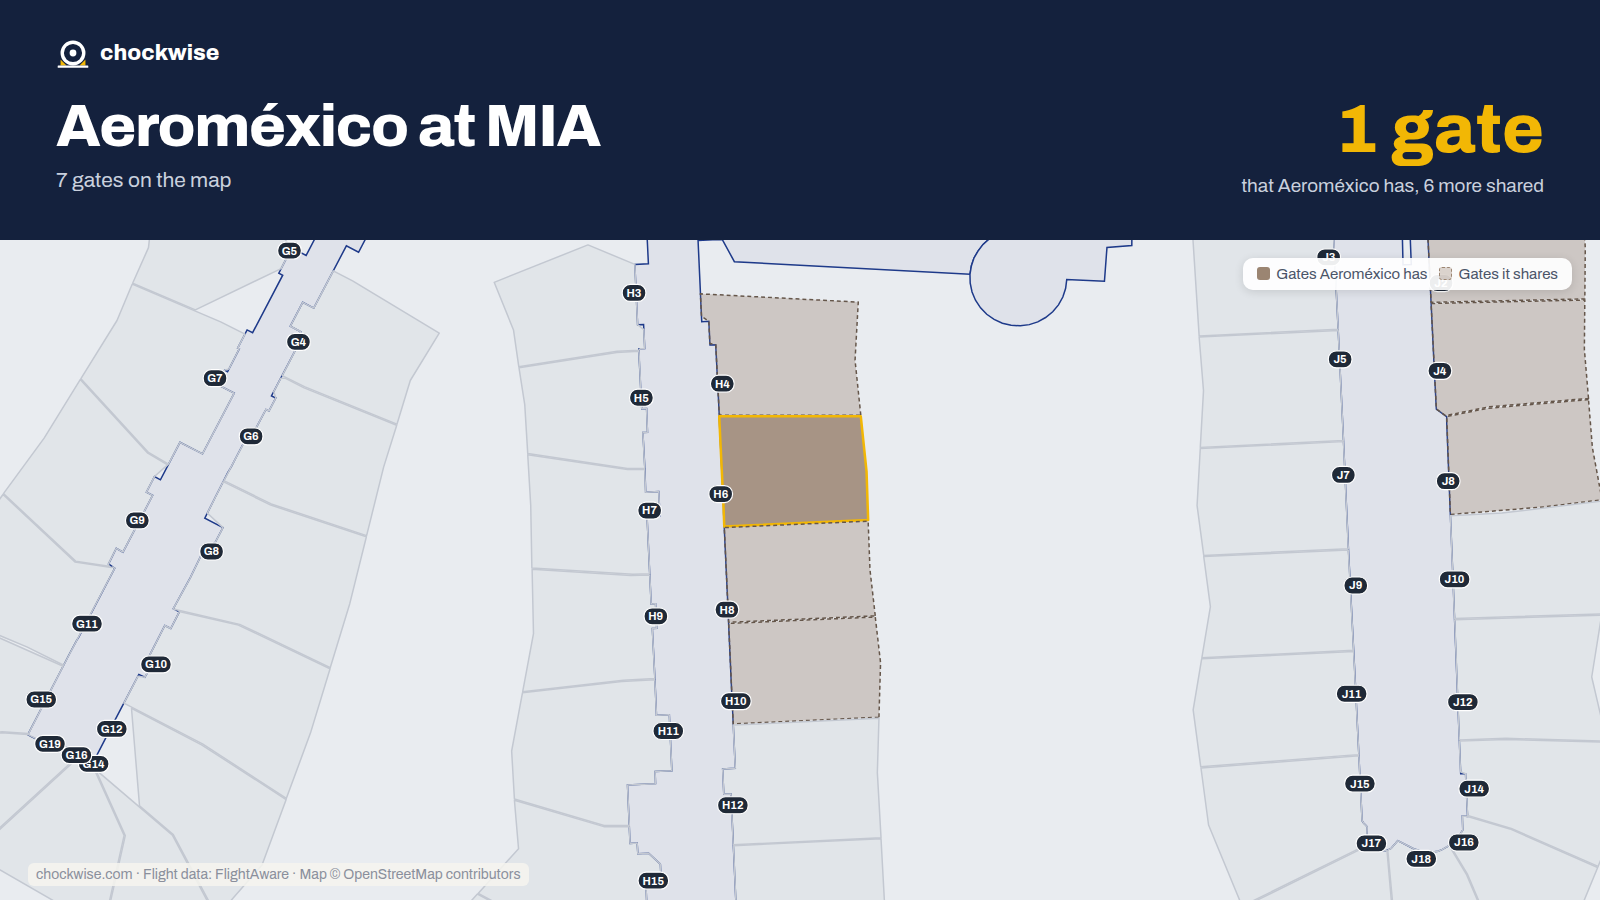 chockwise
Aeroméxico at MIA
7 gates on the map
1 gate
that Aeroméxico has, 6 more shared
Gates Aeroméxico has
Gates it shares
G5
G4
G7
G6
G9
G8
G11
G10
G15
G12
G19
G16
G14
H3
H4
H5
H6
H7
H8
H9
H10
H11
H12
H15
J3
J5
J4
J7
J8
J9
J10
J11
J12
J15
J14
J17
J16
J18
chockwise.com · Flight data: FlightAware · Map © OpenStreetMap contributors